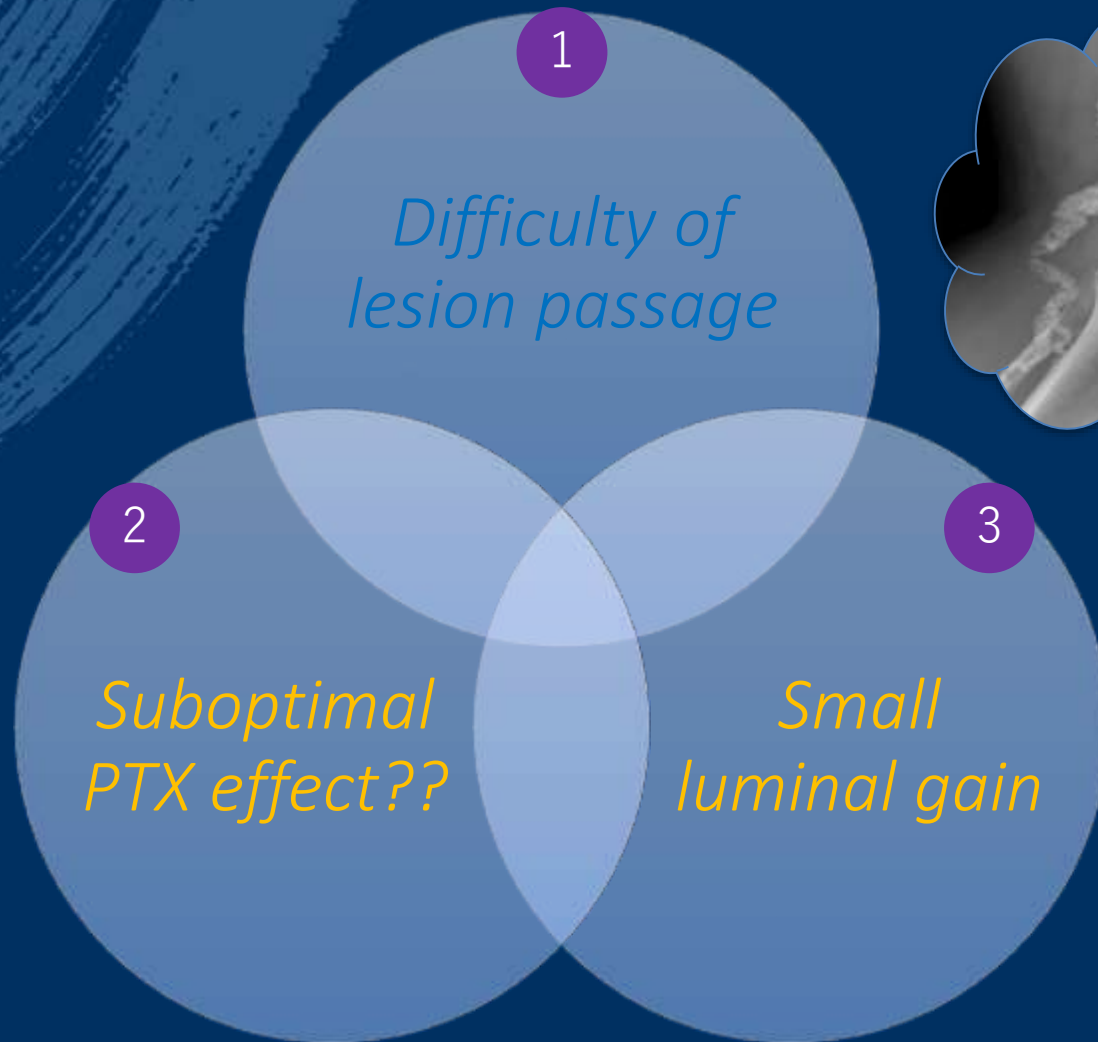 1
Difficulty of
lesion passage
2
Suboptimal
PTX effect??
3
Small
luminal gain